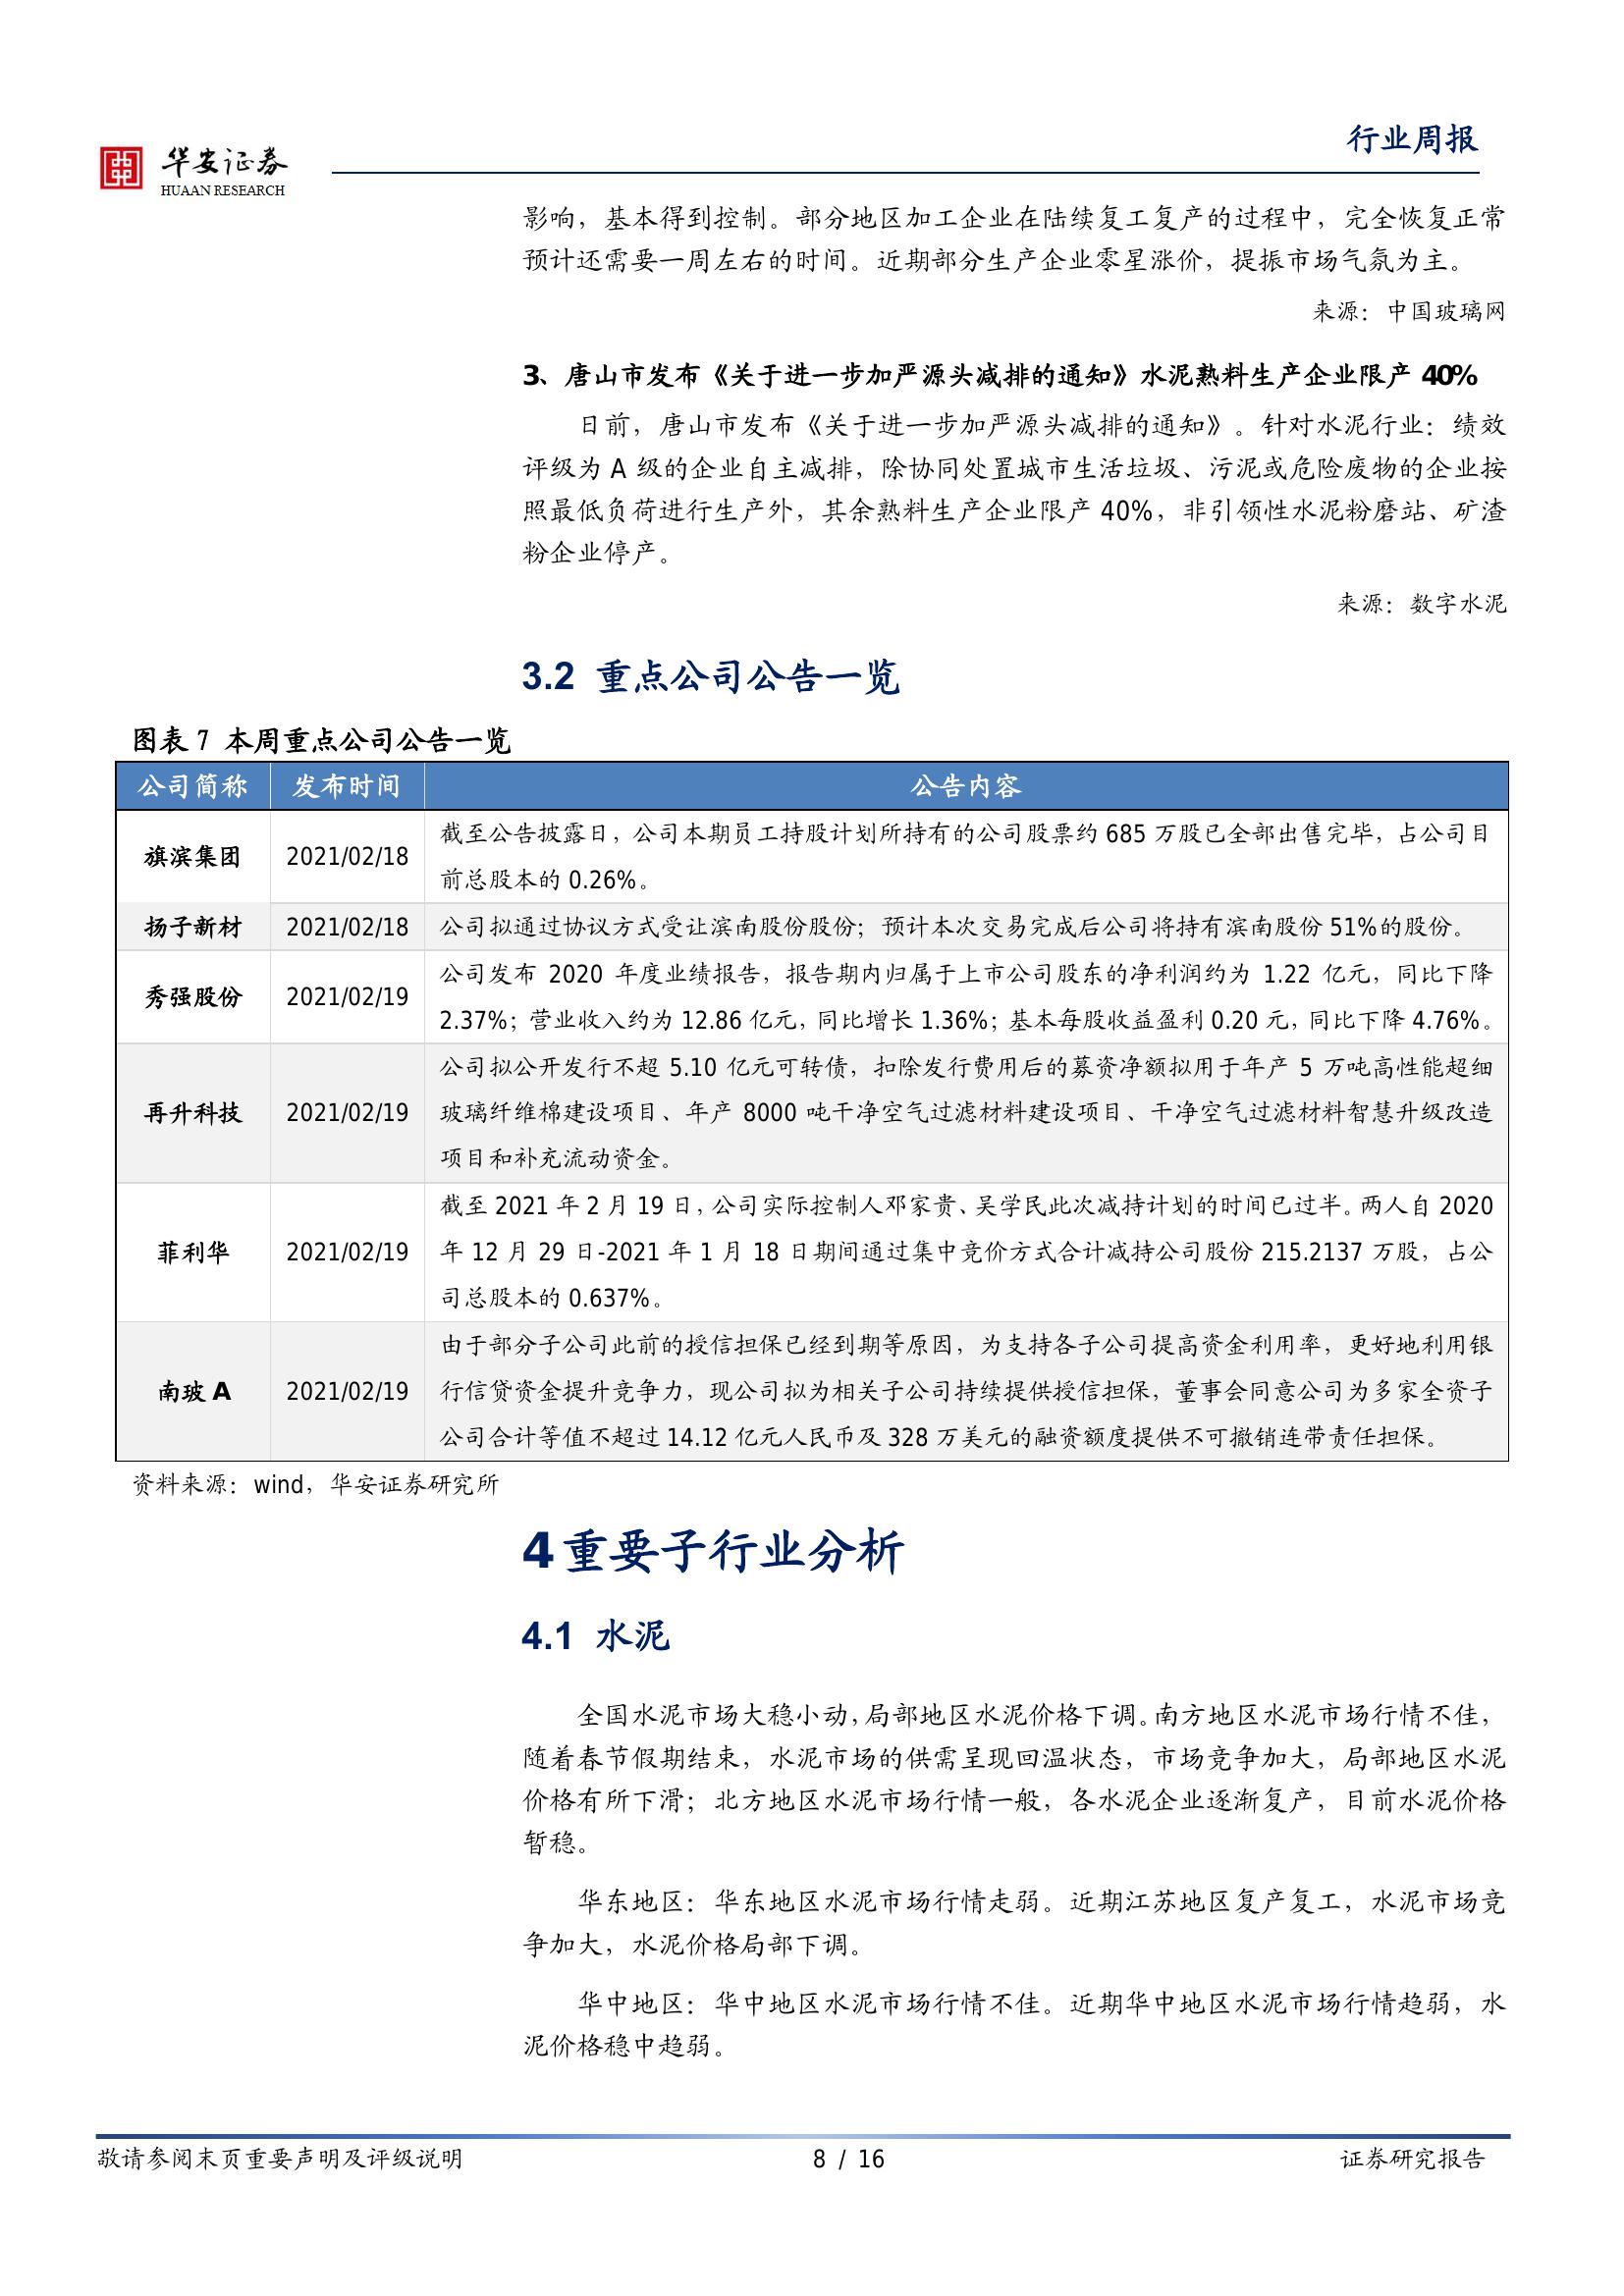 华安证券
HUAAN RESEARCH
行业周报
影响，基本得到控制。部分地区加工企业在陆续复工复产的过程中，完全恢复正常
预计还需要一周左右的时间。近期部分生产企业零星涨价，提振市场气氛为主。
来源：中国玻璃网
3、唐山市发布《关于进一步加严源头减排的通知》水泥熟料生产企业限产 40%
日前，唐山市发布《关于进一步加严源头减排的通知》。针对水泥行业：绩效
评级为 A 级的企业自主减排，除协同处置城市生活垃圾、污泥或危险废物的企业按
照最低负荷进行生产外，其余熟料生产企业限产 40%，非引领性水泥粉磨站、矿渣
粉企业停产。
来源：数字水泥
3.2 重点公司公告一览
图表 7 本周重点公司公告一览
公司简称 发布时间 公告内容
旗滨集团 2021/02/18 截至公告披露日，公司本期员工持股计划所持有的公司股票约 685 万股已全部出售完毕，占公司目
前总股本的 0.26%。
扬子新材 2021/02/18 公司拟通过协议方式受让滨南股份股份；预计本次交易完成后公司将持有滨南股份 51%的股份。
秀强股份 2021/02/19 公司发布 2020 年度业绩报告，报告期内归属于上市公司股东的净利润约为 1.22 亿元，同比下降
2.37%；营业收入约为 12.86 亿元，同比增长 1.36%；基本每股收益盈利 0.20 元，同比下降 4.76%。
再升科技 2021/02/19 公司拟公开发行不超 5.10 亿元可转债，扣除发行费用后的募资净额拟用于年产 5 万吨高性能超细
玻璃纤维棉建设项目、年产 8000 吨干净空气过滤材料建设项目、干净空气过滤材料智慧升级改造
项目和补充流动资金。
菲利华 2021/02/19 截至 2021 年 2 月 19 日，公司实际控制人邓家贵、吴学民此次减持计划的时间已过半。两人自 2020
年 12 月 29 日-2021 年 1 月 18 日期间通过集中竞价方式合计减持公司股份 215.2137 万股，占公
司总股本的 0.637%。
南玻 A 2021/02/19 由于部分子公司此前的授信担保已经到期等原因，为支持各子公司提高资金利用率，更好地利用银
行信贷资金提升竞争力，现公司拟为相关子公司持续提供授信担保，董事会同意公司为多家全资子
公司合计等值不超过 14.12 亿元人民币及 328 万美元的融资额度提供不可撤销连带责任担保。
资料来源：wind，华安证券研究所
4 重要子行业分析
4.1 水泥
全国水泥市场大稳小动，局部地区水泥价格下调。南方地区水泥市场行情不佳，
随着春节假期结束，水泥市场的供需呈现回温状态，市场竞争加大，局部地区水泥
价格有所下滑；北方地区水泥市场行情一般，各水泥企业逐渐复产，目前水泥价格
暂稳。
华东地区：华东地区水泥市场行情走弱。近期江苏地区复产复工，水泥市场竞
争加大，水泥价格局部下调。
华中地区：华中地区水泥市场行情不佳。近期华中地区水泥市场行情趋弱，水
泥价格稳中趋弱。
敬请参阅末页重要声明及评级说明 8 / 16 证券研究报告